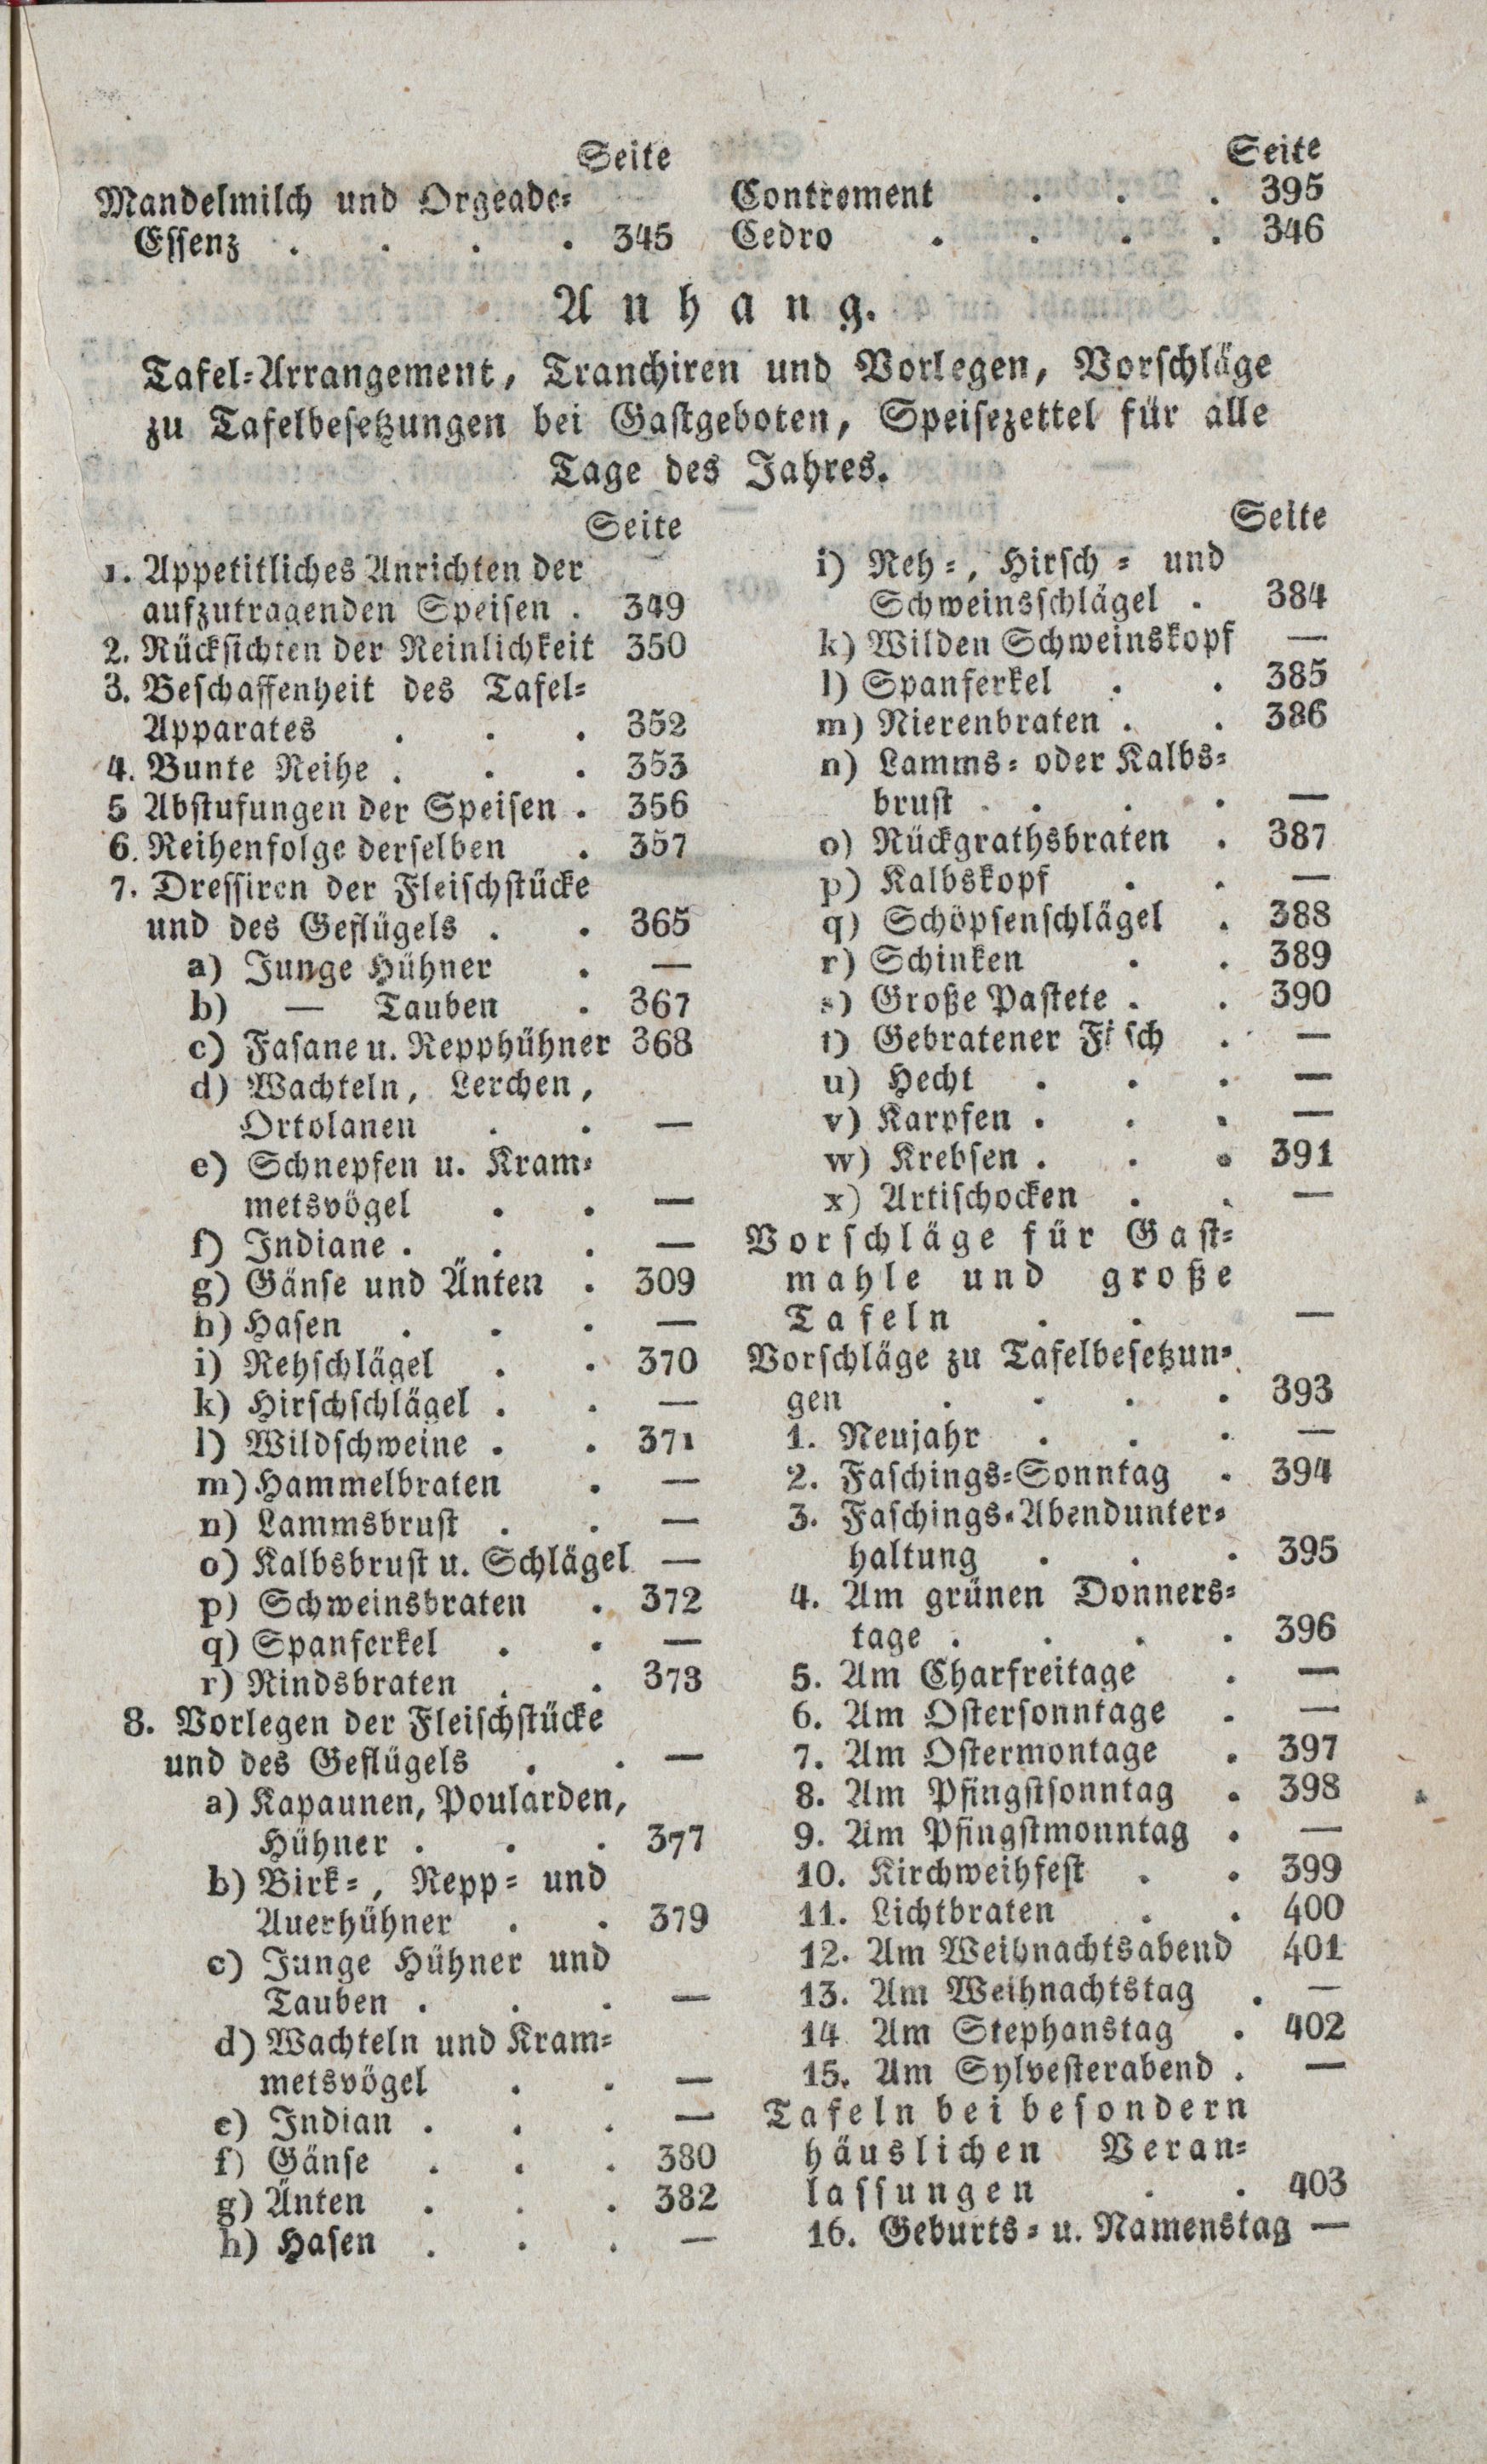 Seite
Mandelmilch und Orgeade-
Essenz . . . . 345
Seite
Contrement . . . 395
Cedro . . . . 346
Anhang.
Tafel-Arrangement, Tranchiren und Vorlegen, Vorschläge
zu Tafelbesetzungen bei Gastgeboten, Speisezettel für alle
Tage des Jahres.
Seite
1. Appetitliches Anrichten der
aufzutragenden Speisen . 349
2. Rücksichten der Reinlichkeit 350
3. Beschaffenheit des Tafel-
Apparates . . . 352
4. Bunte Reihe . . . 353
5 Abstufungen der Speisen . 356
6. Reihenfolge derselben . 357
7. Dressiren der Fleischstücke
und des Geflügels . . 365
a) Junge Hühner . —
b) — Tauben . 367
c) Fasane u. Repphühner 368
d) Wachteln, Lerchen,
Ortolanen . . —
e) Schnepfen u. Kram-
metsvögel . . —
f) Indiane . . . —
g) Gänse und Änten . 309
h) Hasen . . . —
i) Rehschlägel . . 370
k) Hirschschlägel . . —
l) Wildschweine . . 371
m) Hammelbraten . —
n) Lammsbrust . . —
o) Kalbsbrust u. Schlägel —
p) Schweinsbraten . 372
q) Spanferkel . . —
r) Rindsbraten . . 373
8. Vorlegen der Fleischstücke
und des Geflügels . . —
a) Kapaunen, Poularden,
Hühner . . . 377
b) Birk-, Repp- und
Auerhühner . . 379
c) Junge Hühner und
Tauben . . . —
d) Wachteln und Kram-
metsvögel . . —
e) Indian . . . —
f) Gänse . . . 380
g) Änten . . . 382
h) Hasen . . . —
Seite
i) Reh-, Hirsch- und
Schweinsschlägel . 384
k) Wilden Schweinskopf —
l) Spanferkel . . 385
m) Nierenbraten . . 386
n) Lamms- oder Kalbs-
brust . . . . —
o) Rückgrathsbraten . 387
p) Kalbskopf . . —
q) Schöpsenschlägel . 388
r) Schinken . . 389
s) Große Pastete . . 390
t) Gebratener Fisch . —
u) Hecht . . . —
v) Karpfen . . . —
w) Krebsen . . . 391
x) Artischocken . . —
Vorschläge für Gast-
mahle und große
Tafeln . . —
Vorschläge zu Tafelbesetzun-
gen . . . . 393
1. Neujahr . . . —
2. Faschings-Sonntag . 394
3. Faschings-Abendunter-
haltung . . . 395
4. Am grünen Donners-
tage . . . . 396
5. Am Charfreitage . —
6. Am Ostersonntage . —
7. Am Ostermontage . 397
8. Am Pfingstsonntag . 398
9. Am Pfingstmonntag . —
10. Kirchweihfest . . 399
11. Lichtbraten . . 400
12. Am Weihnachtsabend 401
13. Am Weihnachtstag . —
14 Am Stephanstag . 402
15. Am Sylvesterabend . —
Tafeln bei besondern
häuslichen Veran-
lassungen . . 403
16. Geburts- u. Namenstag —